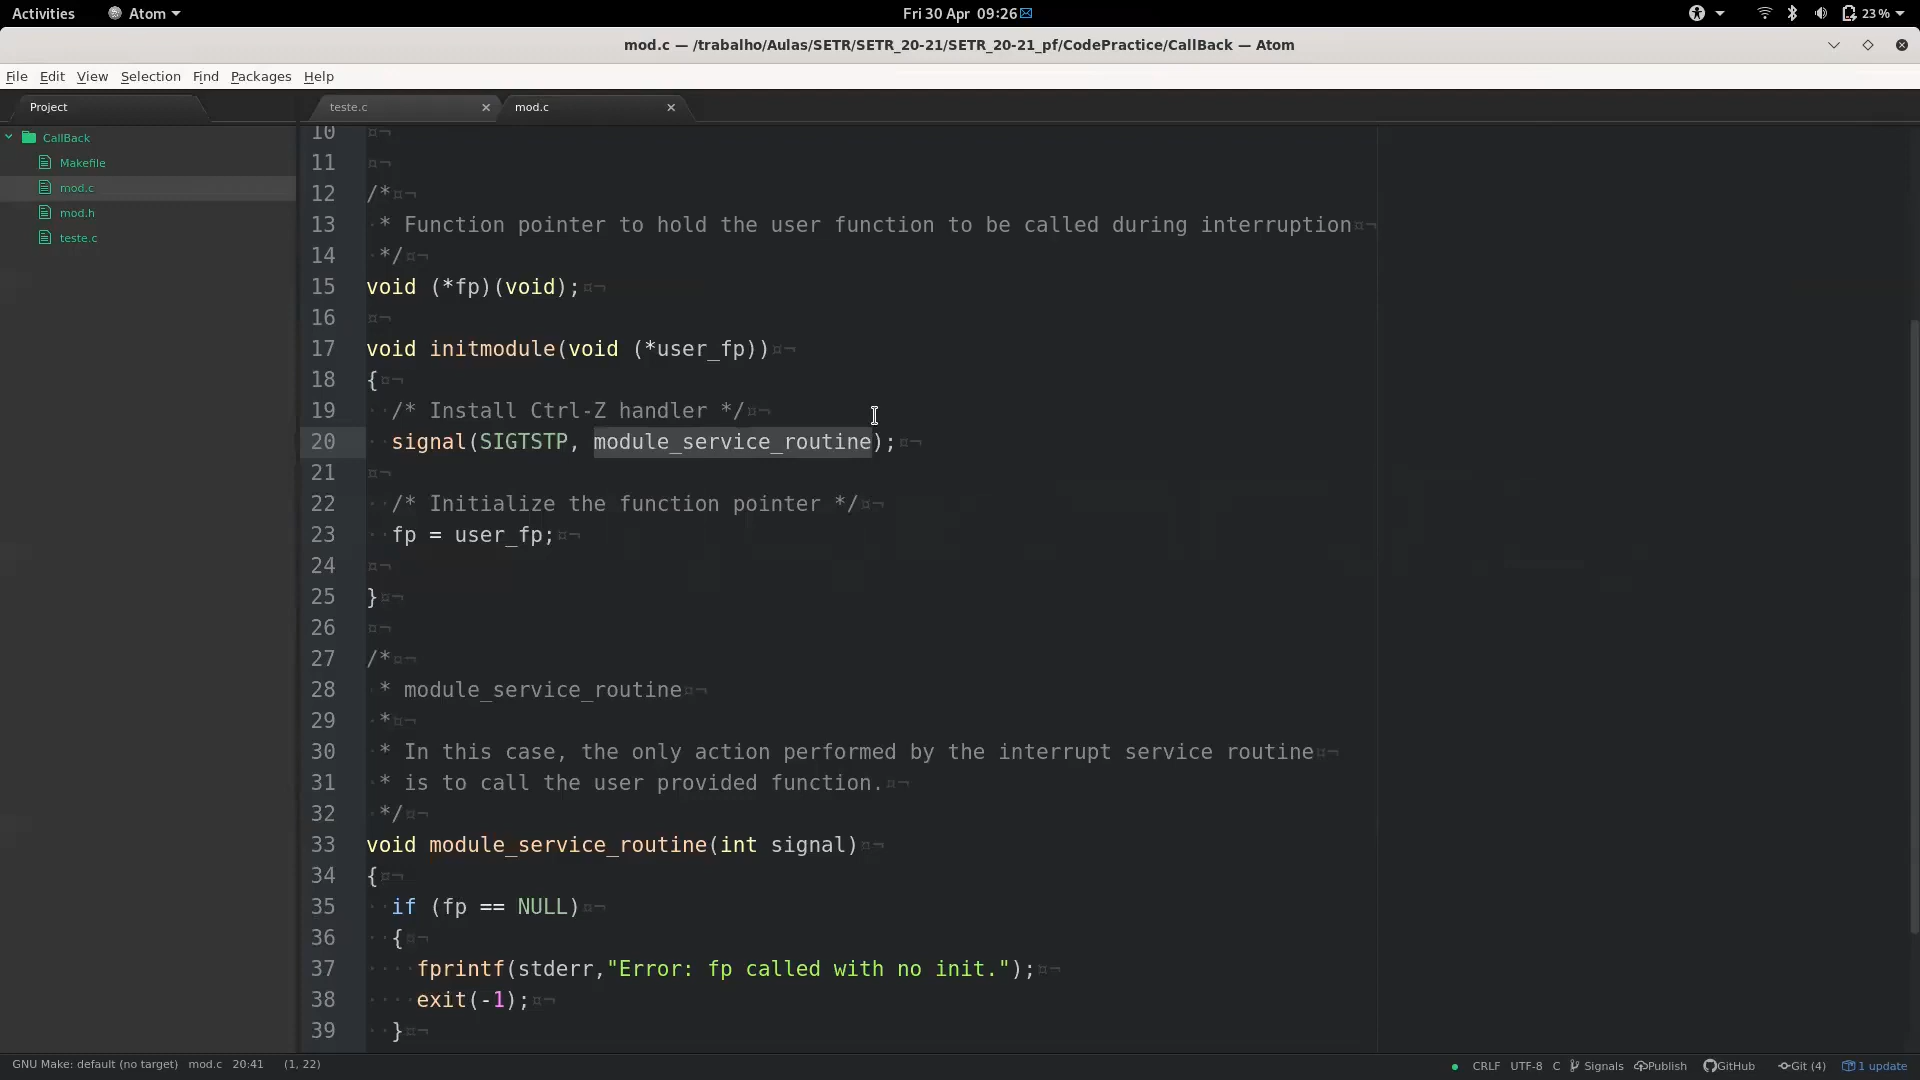 Activities Atom Fri 30 Apr 09:26 23%
mod.c — /trabalho/Aulas/SETR/SETR_20-21/SETR_20-21_pf/CodePractice/CallBack — Atom
File Edit View Selection Find Packages Help
Project
CallBack
Makefile
mod.c
mod.h
teste.c
teste.c mod.c
10
11
12 /*
13 * Function pointer to hold the user function to be called during interruption
14 */
15 void (*fp)(void);
16
17 void initmodule(void (*user_fp))
18 {
19 /* Install Ctrl-Z handler */
20 signal(SIGTSTP, module_service_routine);
21
22 /* Initialize the function pointer */
23 fp = user_fp;
24
25 }
26
27 /*
28 * module_service_routine
29 *
30 * In this case, the only action performed by the interrupt service routine
31 * is to call the user provided function.
32 */
33 void module_service_routine(int signal)
34 {
35 if (fp == NULL)
36 {
37 fprintf(stderr,"Error: fp called with no init.");
38 exit(-1);
39 }
GNU Make: default (no target) mod.c 20:41 (1, 22) CRLF UTF-8 C Signals Publish GitHub Git (4) 1 update